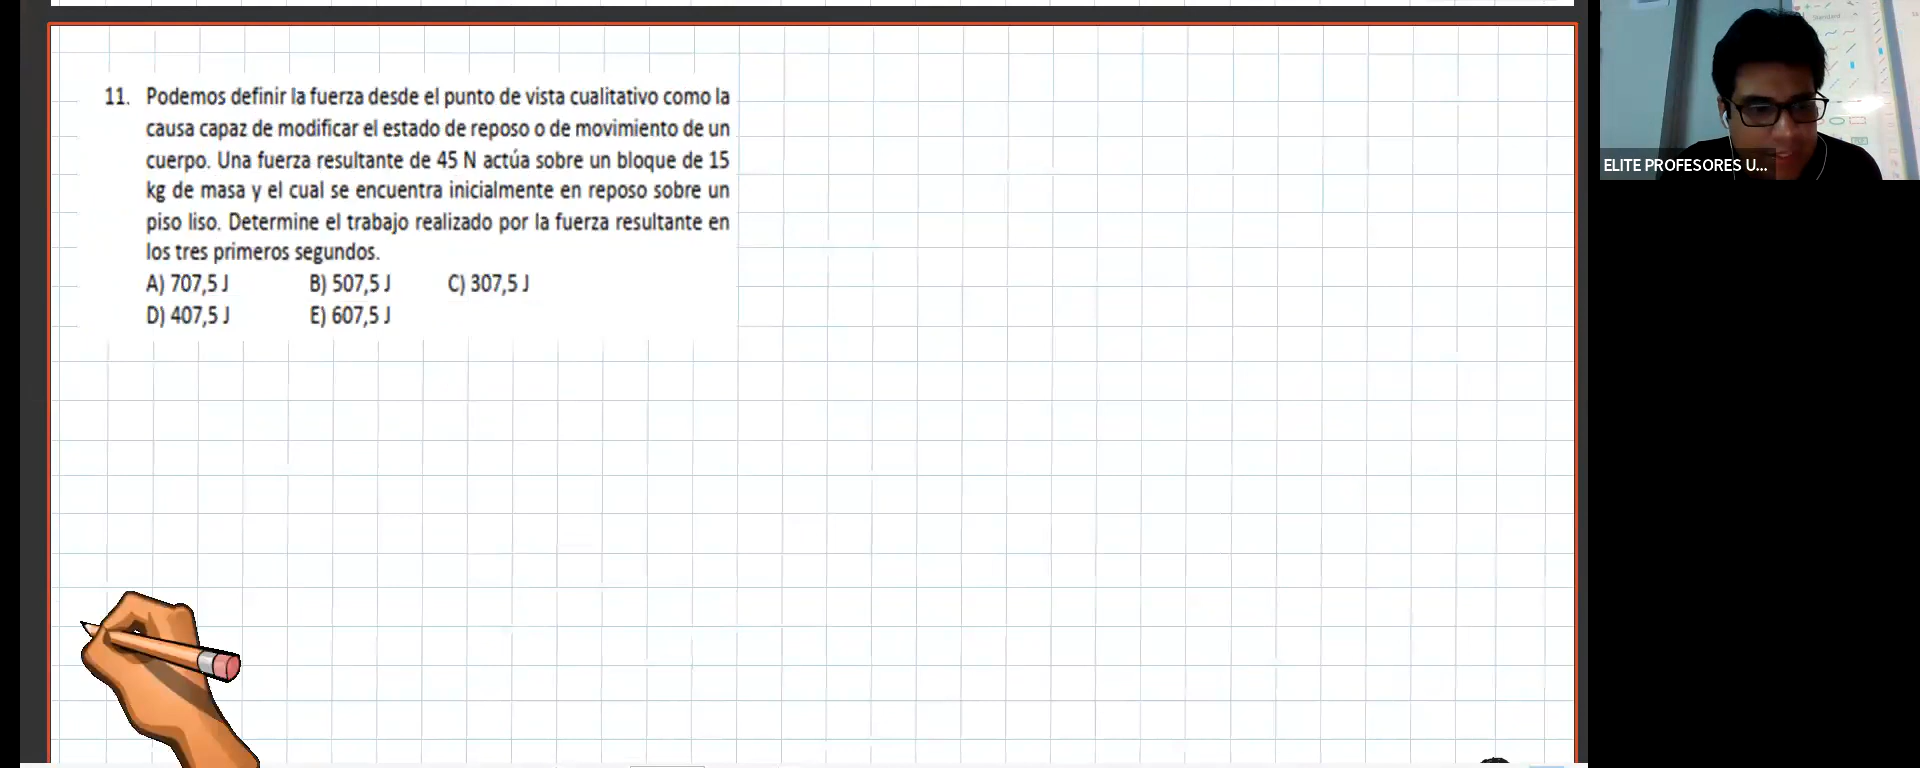 11. Podemos definir la fuerza desde el punto de vista cualitativo como la
causa capaz de modificar el estado de reposo o de movimiento de un
cuerpo. Una fuerza resultante de 45 N actúa sobre un bloque de 15
kg de masa y el cual se encuentra inicialmente en reposo sobre un
piso liso. Determine el trabajo realizado por la fuerza resultante en
los tres primeros segundos.
A) 707,5 J B) 507,5 J C) 307,5 J
D) 407,5 J E) 607,5 J
ELITE PROFESORES U...